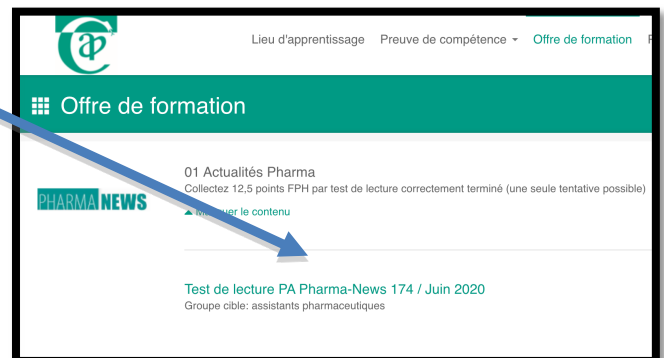 Lieu d'apprentissage Preuve de compétence Offre de formation
Offre de formation
PHARMA NEWS
01 Actualités Pharma
Collectez 12,5 points FPH par test de lecture correctement terminé (une seule tentative possible)
le contenu
Test de lecture PA Pharma-News 174 / Juin 2020
Groupe cible: assistants pharmaceutiques